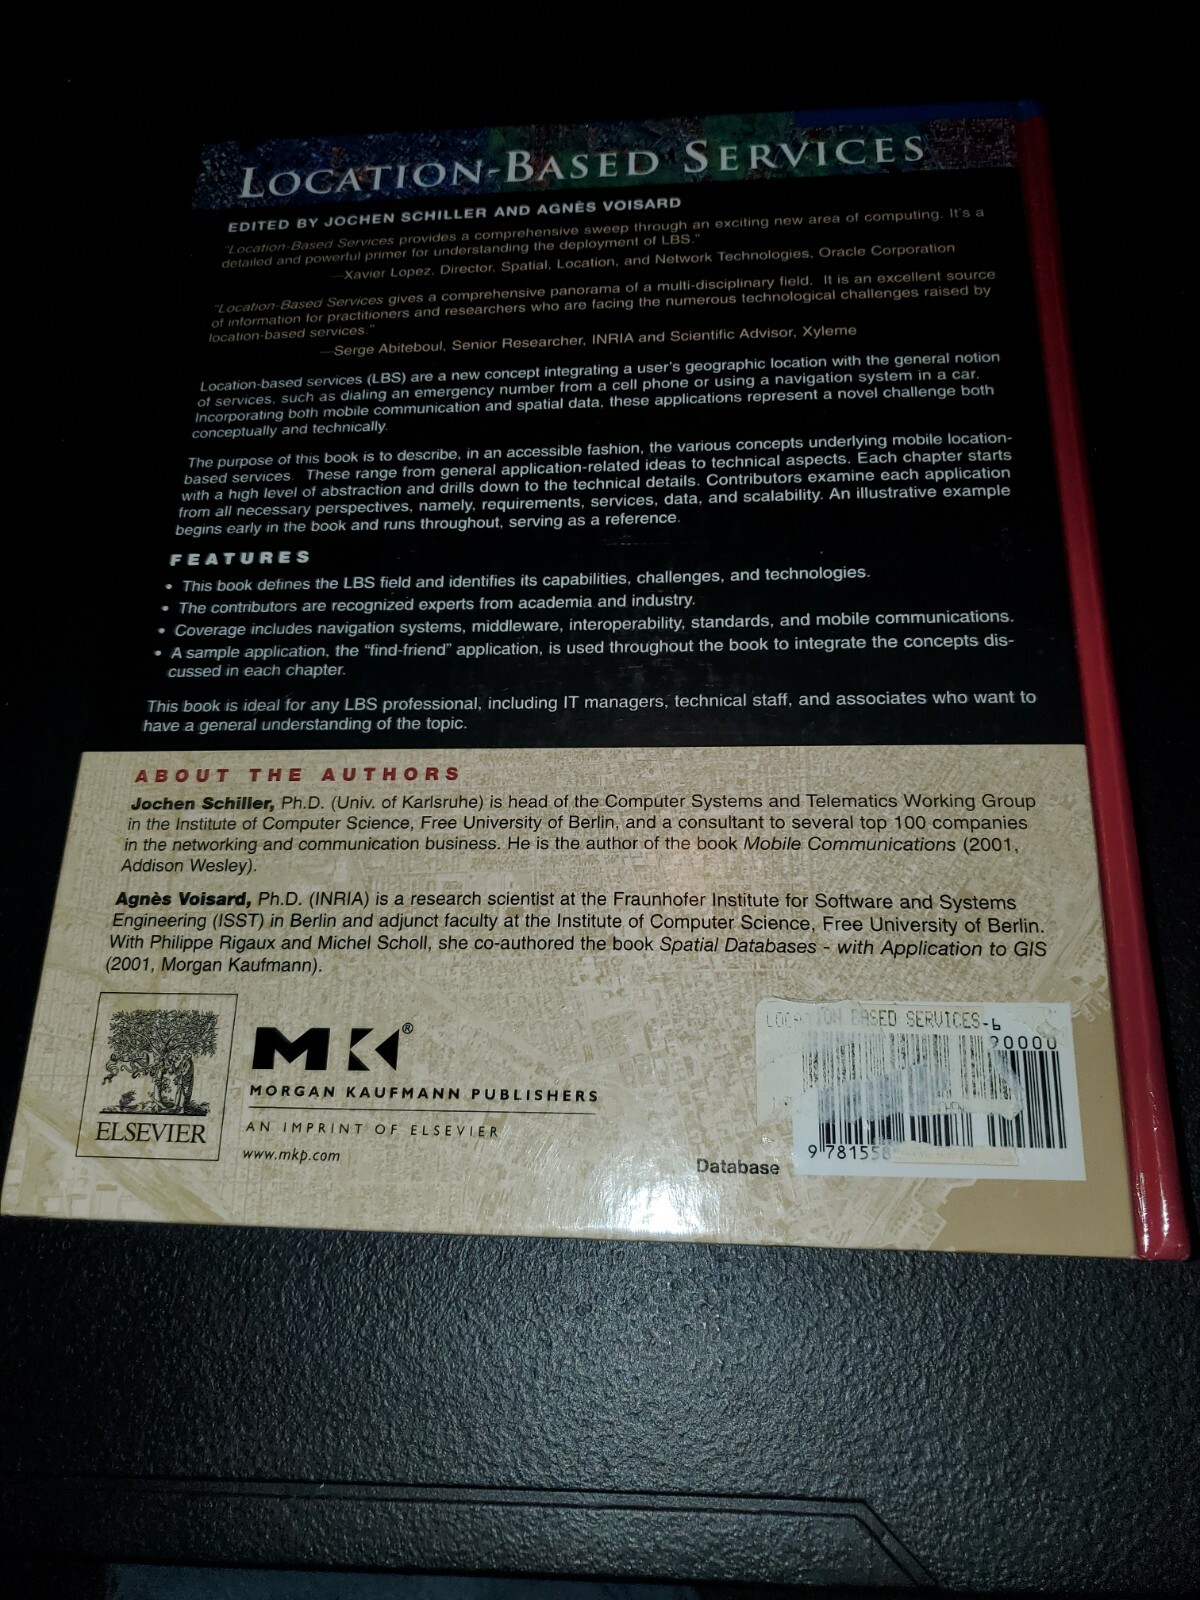 LOCATION-BASED SERVICES
EDITED BY JOCHEN SCHILLER AND AGNÈS VOISARD
"Location-Based Services provides a comprehensive sweep through an exciting new area of computing. It's a
detailed and powerful primer for understanding the deployment of LBS."
—Xavier Lopez, Director, Spatial, Location, and Network Technologies, Oracle Corporation
"Location-Based Services gives a comprehensive panorama of a multi-disciplinary field. It is an excellent source
of information for practitioners and researchers who are facing the numerous technological challenges raised by
location-based services."
—Serge Abiteboul, Senior Researcher, INRIA and Scientific Advisor, Xyleme
Location-based services (LBS) are a new concept integrating a user's geographic location with the general notion
of services, such as dialing an emergency number from a cell phone or using a navigation system in a car.
Incorporating both mobile communication and spatial data, these applications represent a novel challenge both
conceptually and technically.
The purpose of this book is to describe, in an accessible fashion, the various concepts underlying mobile location-
based services. These range from general application-related ideas to technical aspects. Each chapter starts
with a high level of abstraction and drills down to the technical details. Contributors examine each application
from all necessary perspectives, namely, requirements, services, data, and scalability. An illustrative example
begins early in the book and runs throughout, serving as a reference.
FEATURES
• This book defines the LBS field and identifies its capabilities, challenges, and technologies.
• The contributors are recognized experts from academia and industry.
• Coverage includes navigation systems, middleware, interoperability, standards, and mobile communications.
• A sample application, the "find-friend" application, is used throughout the book to integrate the concepts dis-
cussed in each chapter.
This book is ideal for any LBS professional, including IT managers, technical staff, and associates who want to
have a general understanding of the topic.
ABOUT THE AUTHORS
Jochen Schiller, Ph.D. (Univ. of Karlsruhe) is head of the Computer Systems and Telematics Working Group
in the Institute of Computer Science, Free University of Berlin, and a consultant to several top 100 companies
in the networking and communication business. He is the author of the book Mobile Communications (2001,
Addison Wesley).
Agnès Voisard, Ph.D. (INRIA) is a research scientist at the Fraunhofer Institute for Software and Systems
Engineering (ISST) in Berlin and adjunct faculty at the Institute of Computer Science, Free University of Berlin.
With Philippe Rigaux and Michel Scholl, she co-authored the book Spatial Databases - with Application to GIS
(2001, Morgan Kaufmann).
ELSEVIER
MK®
MORGAN KAUFMANN PUBLISHERS
AN IMPRINT OF ELSEVIER
www.mkp.com
Database
BASED SERVICES-6
90000
9 781558